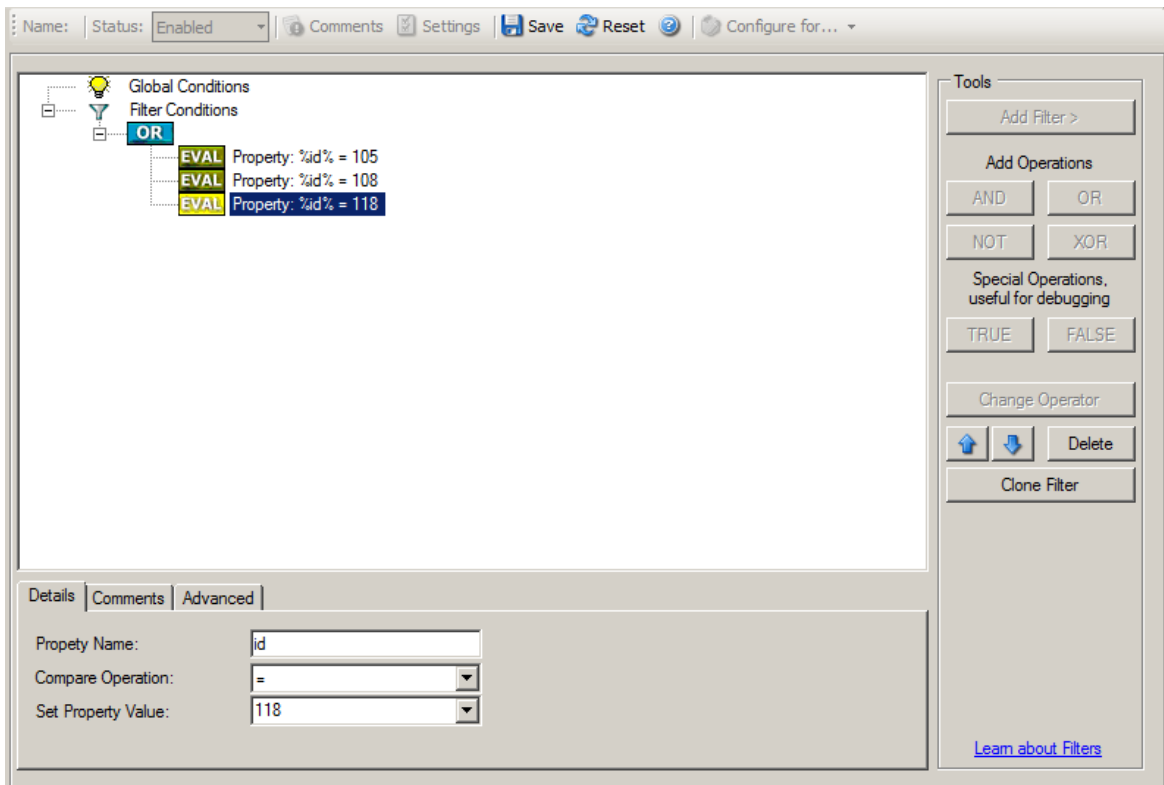 Name: Status: Enabled Comments Settings Save Reset Configure for...
Global Conditions
Filter Conditions
OR
EVAL Property: %id% = 105
EVAL Property: %id% = 108
EVAL Property: %id% = 118
Tools
Add Filter >
Add Operations
AND OR
NOT XOR
Special Operations,
useful for debugging
TRUE FALSE
Change Operator
Delete
Clone Filter
Learn about Filters
Details Comments Advanced
Propety Name: id
Compare Operation: =
Set Property Value: 118